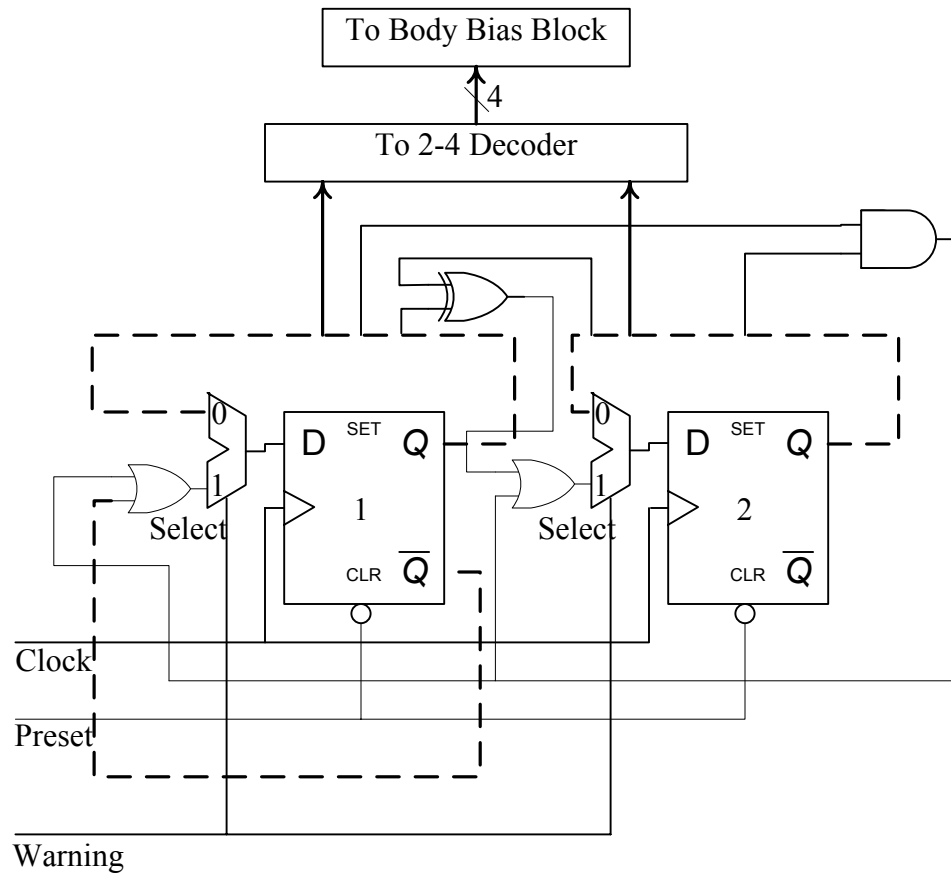 To Body Bias Block
4
To 2-4 Decoder
0
1
Select
D
SET
Q
1
CLR
Q
0
1
Select
D
SET
Q
2
CLR
Q
Clock
Preset
Warning